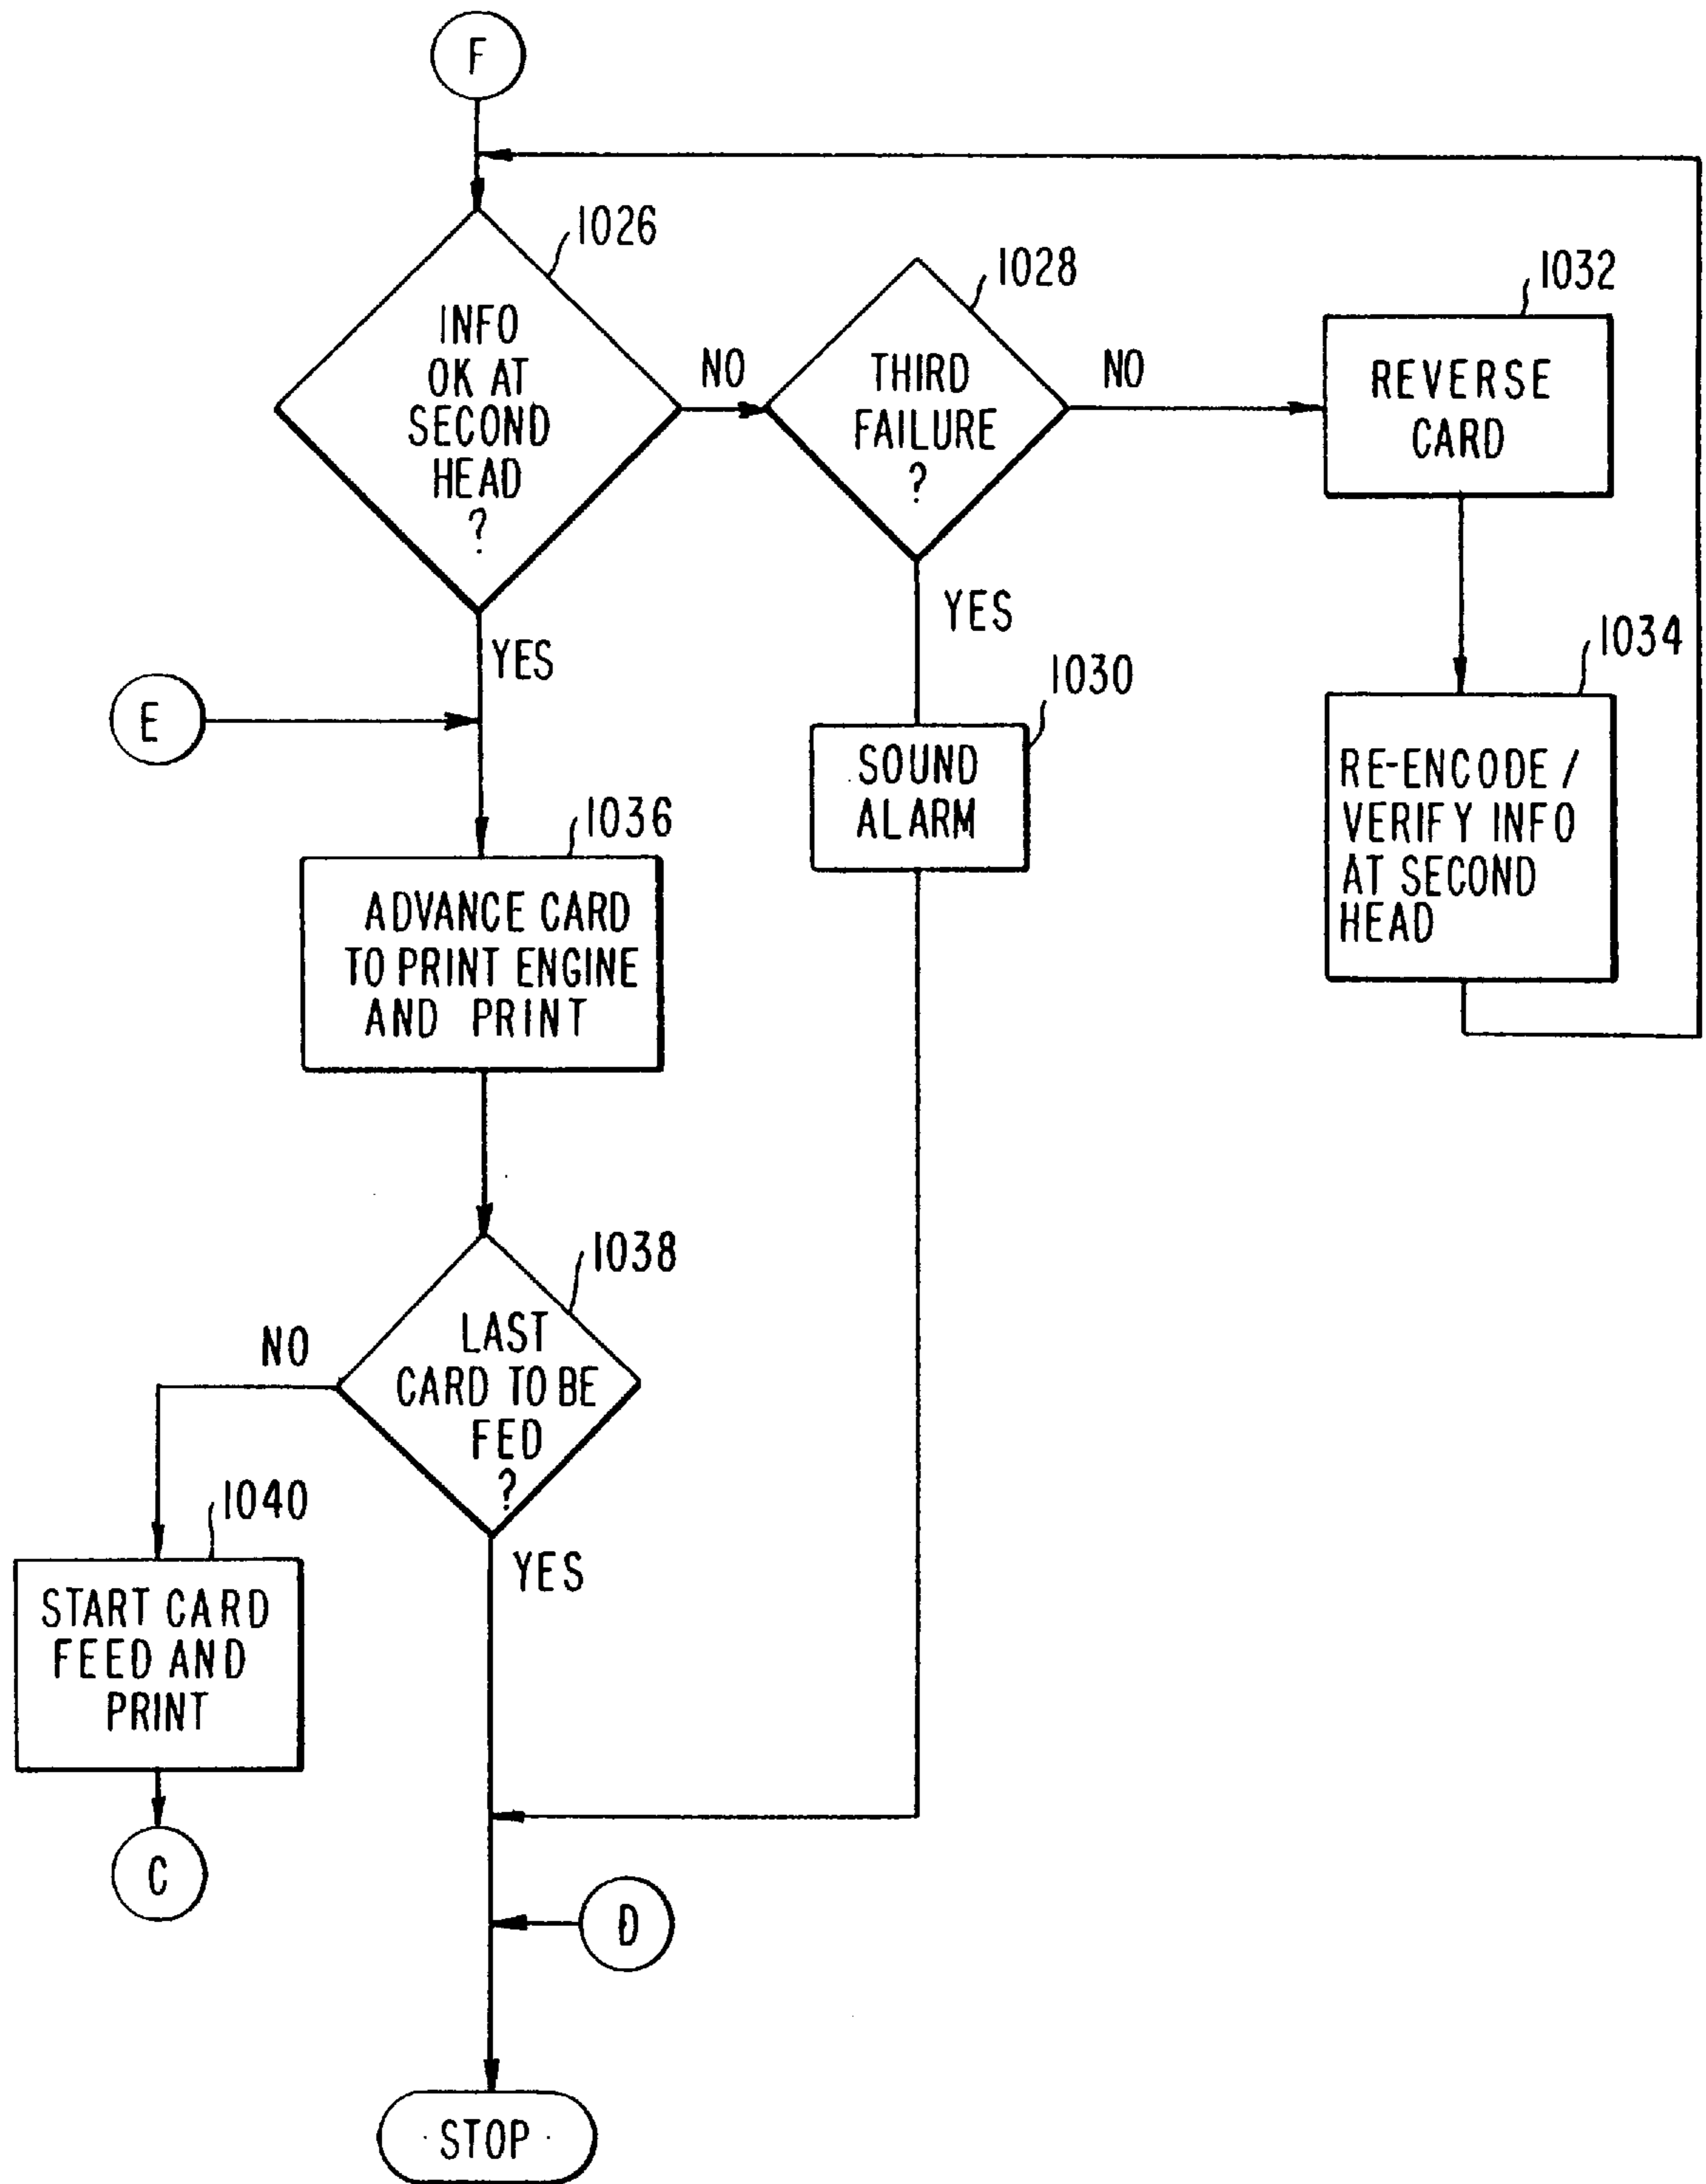 F
1026
INFO
OK AT
SECOND
HEAD
?
NO
1028
THIRD
FAILURE
?
NO
1032
REVERSE
CARD
YES
YES
1034
RE-ENCODE /
VERIFY INFO
AT SECOND
HEAD
E
1030
SOUND
ALARM
1036
ADVANCE CARD
TO PRINT ENGINE
AND PRINT
1038
LAST
CARD TO BE
FED
?
NO
YES
1040
START CARD
FEED AND
PRINT
C
D
STOP